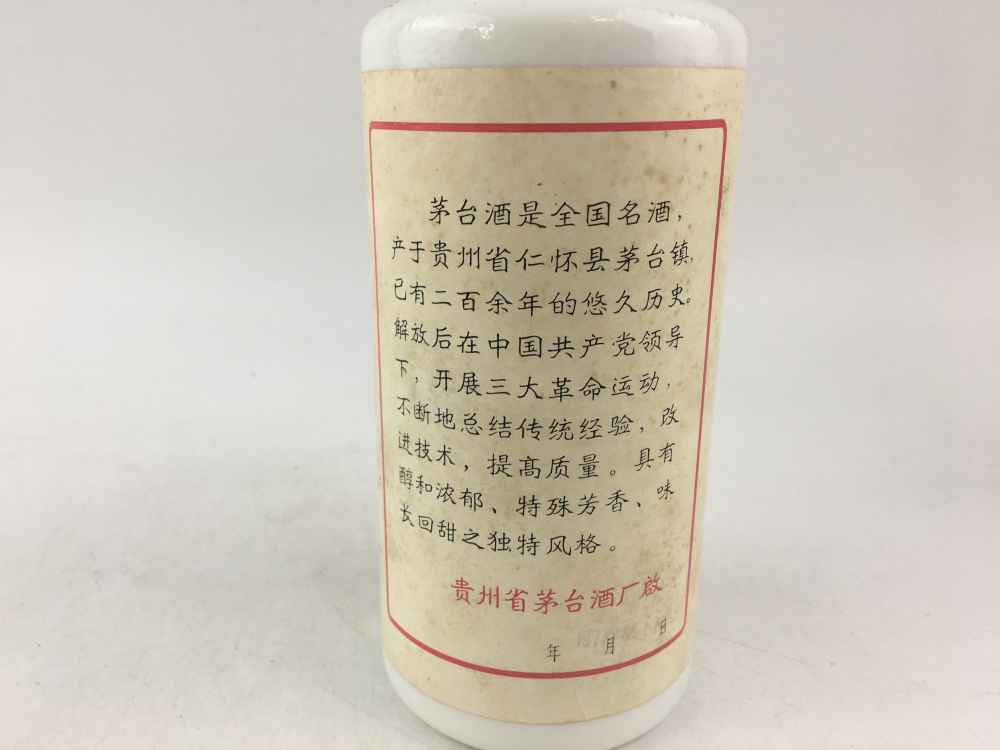 茅台酒是全国名酒，
产于贵州省仁怀县茅台镇，
已有二百余年的悠久历史。
解放后在中国共产党领导
下，开展三大革命运动，
不断地总结传统经验，改
进技术，提高质量。具有
醇和浓郁、特殊芳香、味
长回甜之独特风格。
贵州省茅台酒厂啟
年 月 日